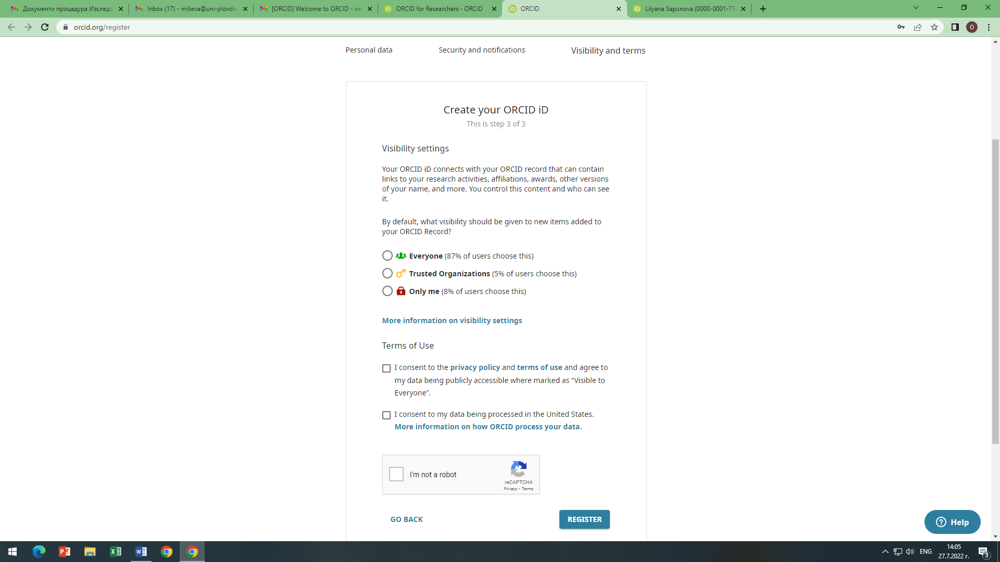 Документи процедура Изследо
Inbox (17) - milieva@uni-plovdiv.
[ORCID] Welcome to ORCID - ver
ORCID for Researchers - ORCID
ORCID
Lilyana Sapunova (0000-0001-75
orcid.org/register
O
Personal data
Security and notifications
Visibility and terms
Create your ORCID iD
This is step 3 of 3
Visibility settings
Your ORCID iD connects with your ORCID record that can contain
links to your research activities, affiliations, awards, other versions
of your name, and more. You control this content and who can see
it.
By default, what visibility should be given to new items added to
your ORCID Record?
Everyone (87% of users choose this)
Trusted Organizations (5% of users choose this)
Only me (8% of users choose this)
More information on visibility settings
Terms of Use
I consent to the privacy policy and terms of use and agree to
my data being publicly accessible where marked as “Visible to
Everyone”.
I consent to my data being processed in the United States.
More information on how ORCID process your data.
I'm not a robot
reCAPTCHA
Privacy - Terms
GO BACK
REGISTER
Help
ENG
14:05
27.7.2022 г.
3